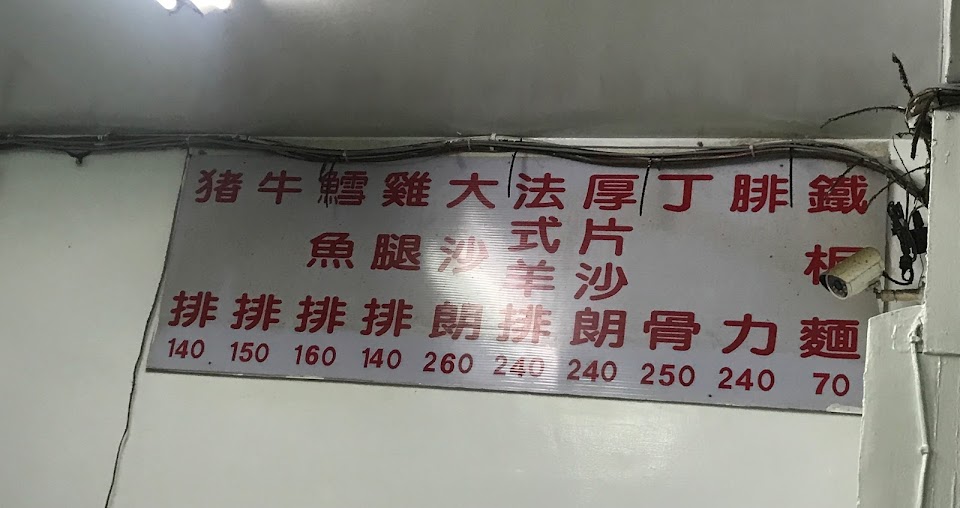 鐵板麵 70
腓力 240
丁骨 250
厚片沙朗 240
法式羊排 240
大沙朗 260
雞腿排 140
鱈魚排 160
牛排 150
猪排 140